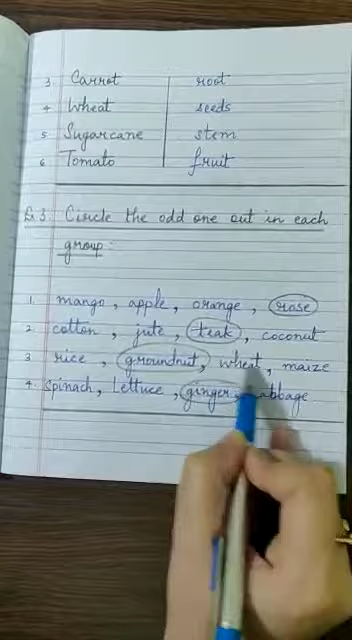 3 Carrot root
4 Wheat seeds
5 Sugarcane stem
6 Tomato fruit
Ex 3. Circle the odd one out in each
group:
1. mango, apple, orange, rose
2. cotton, jute, teak, coconut
3 rice, groundnut, wheat, maize
4. Spinach, Lettuce, ginger, cabbage